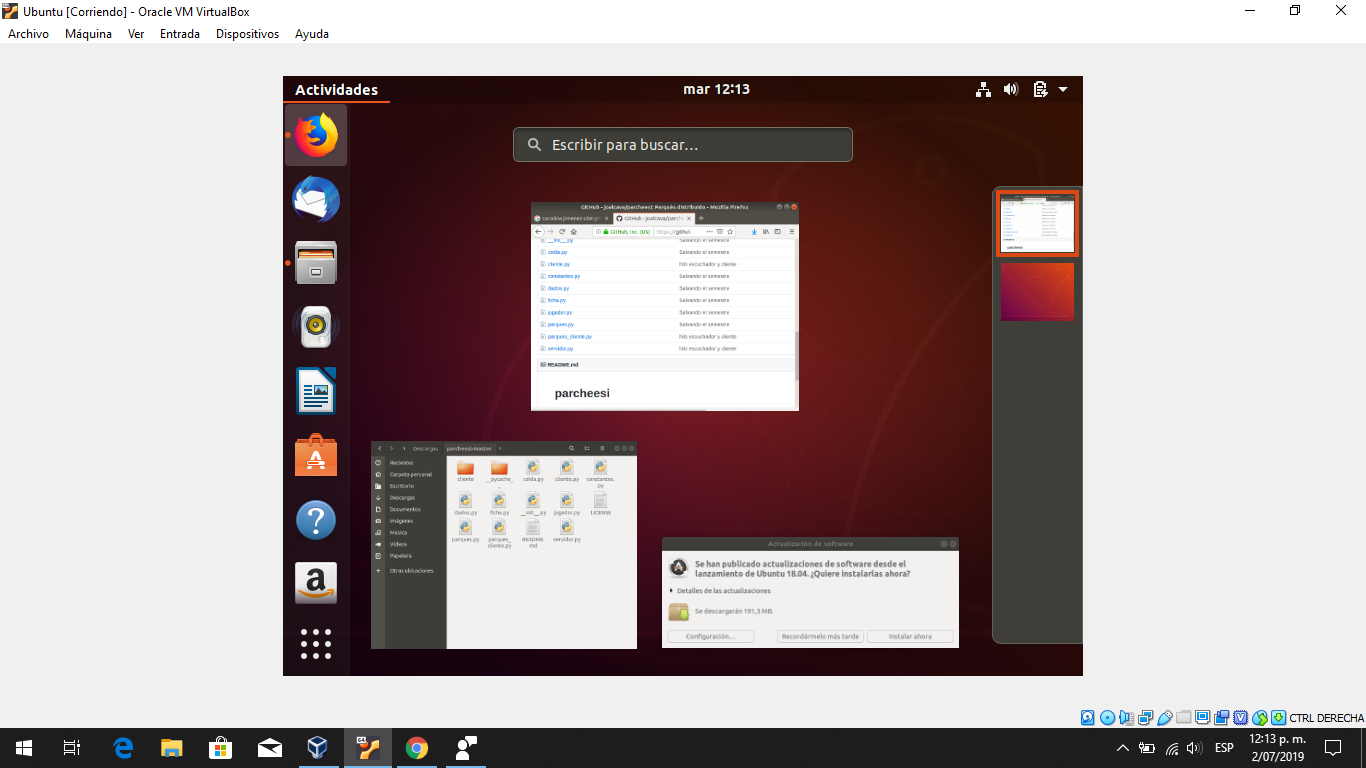 Ubuntu [Corriendo] - Oracle VM VirtualBox
Archivo Máquina Ver Entrada Dispositivos Ayuda
Actividades
mar 12:13
Escribir para buscar...
GitHub - joelcava/parcheesi: Parqués distribuido - Mozilla Firefox
GitHub - joelcava/parche
GitHub, Inc. (US)
https://github
__init__.py Salvando el semestre
celda.py Salvando el semestre
cliente.py hilo escuchador y cliente
constantes.py Salvando el semestre
dados.py Salvando el semestre
ficha.py Salvando el semestre
jugador.py Salvando el semestre
parques.py Salvando el semestre
parques_cliente.py hilo escuchador y cliente
servidor.py hilo escuchador y cliente
README.md
parcheesi
Descargas parcheesi-master
Recientes
Carpeta personal
Escritorio
Descargas
Documentos
Imágenes
Música
Vídeos
Papelera
Otras ubicaciones
cliente __pycache__ celda.py cliente.py constantes.py
dados.py ficha.py __init__.py jugador.py LICENSE
parques.py parques_cliente.py README.md servidor.py
Actualización de software
Se han publicado actualizaciones de software desde el
lanzamiento de Ubuntu 18.04. ¿Quiere instalarlas ahora?
Detalles de las actualizaciones
Se descargarán 191,3 MB.
Configuración... Recordármelo más tarde Instalar ahora
parcheesi
CTRL DERECHA
ESP
12:13 p. m.
2/07/2019